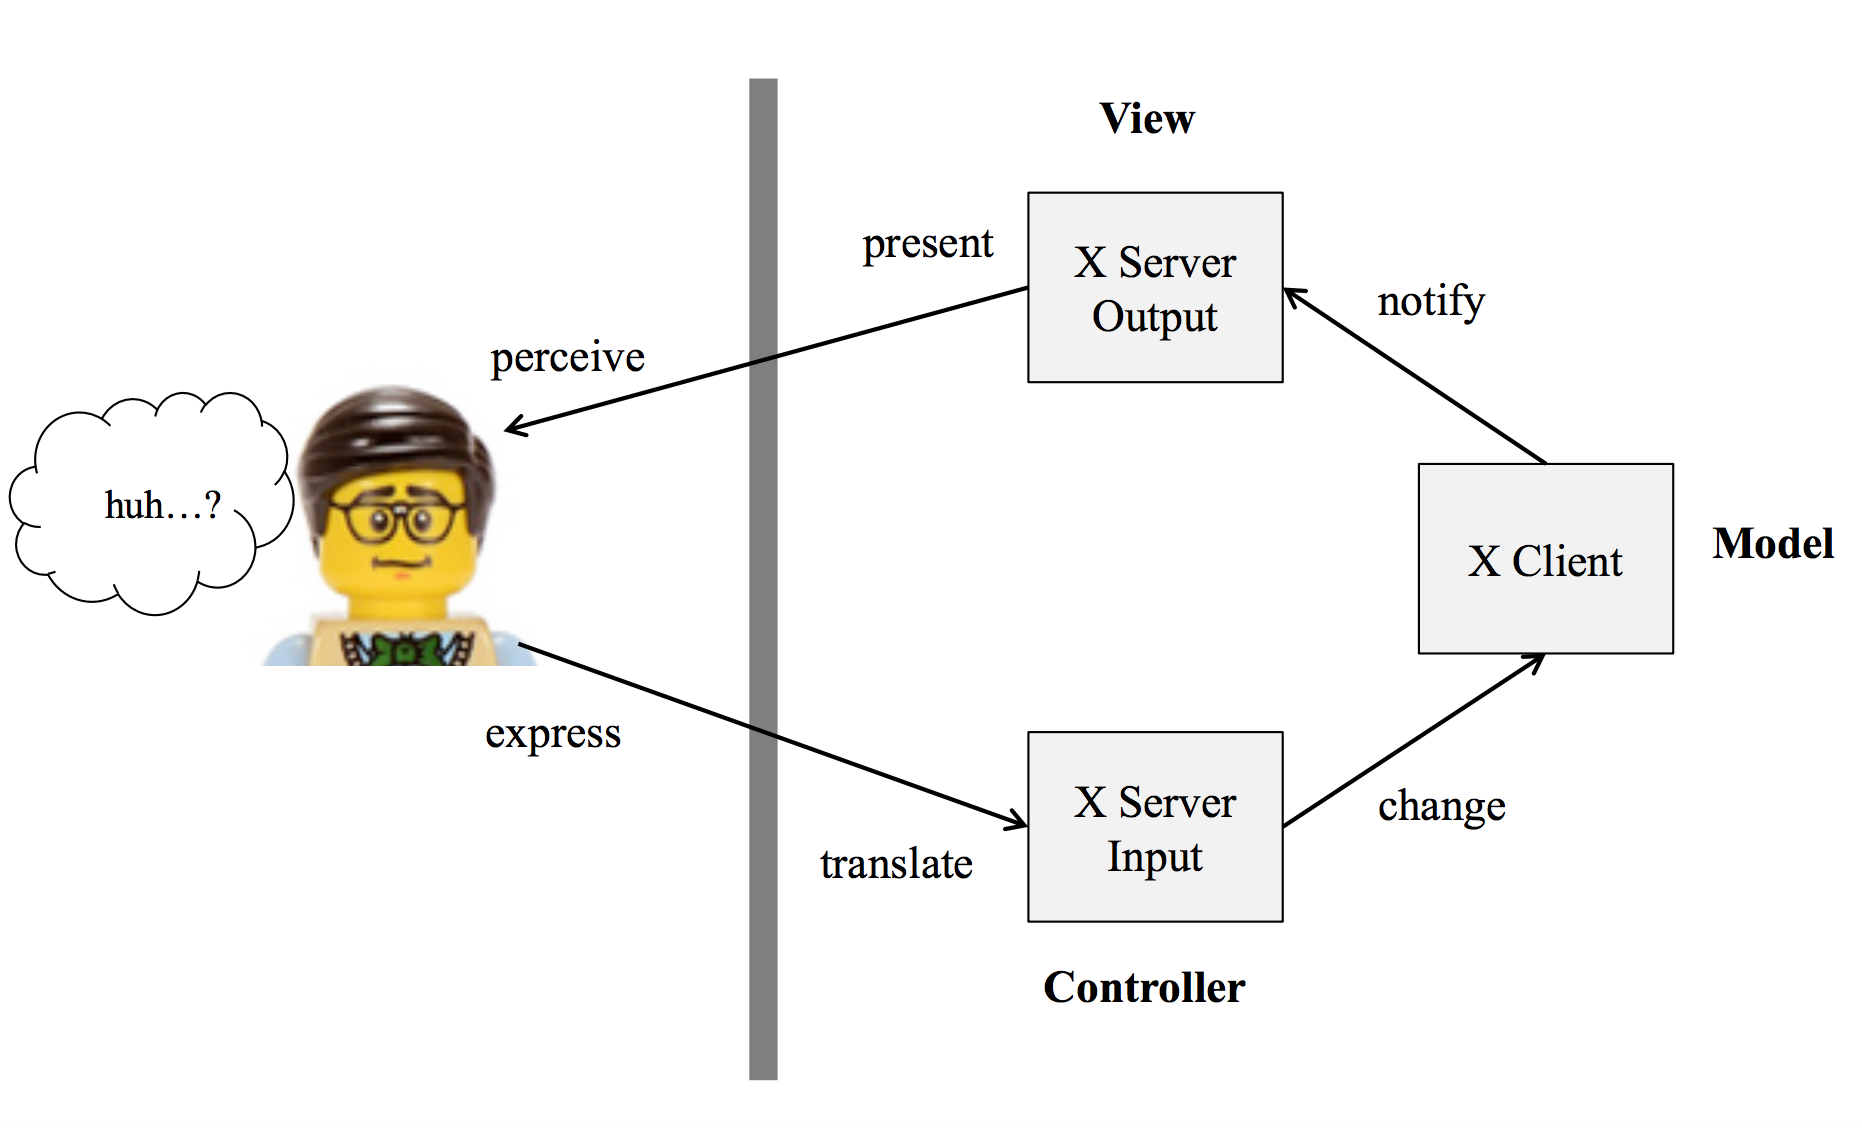 View
present
X Server
Output
notify
perceive
huh…?
X Client
Model
express
X Server
Input
change
translate
Controller